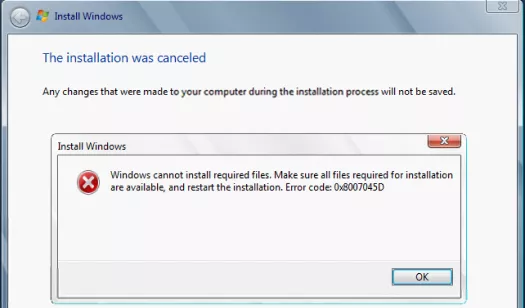 Install Windows
The installation was canceled
Any changes that were made to your computer during the installation process will not be saved.
Install Windows
Windows cannot install required files. Make sure all files required for installation
are available, and restart the installation. Error code: 0x8007045D
OK